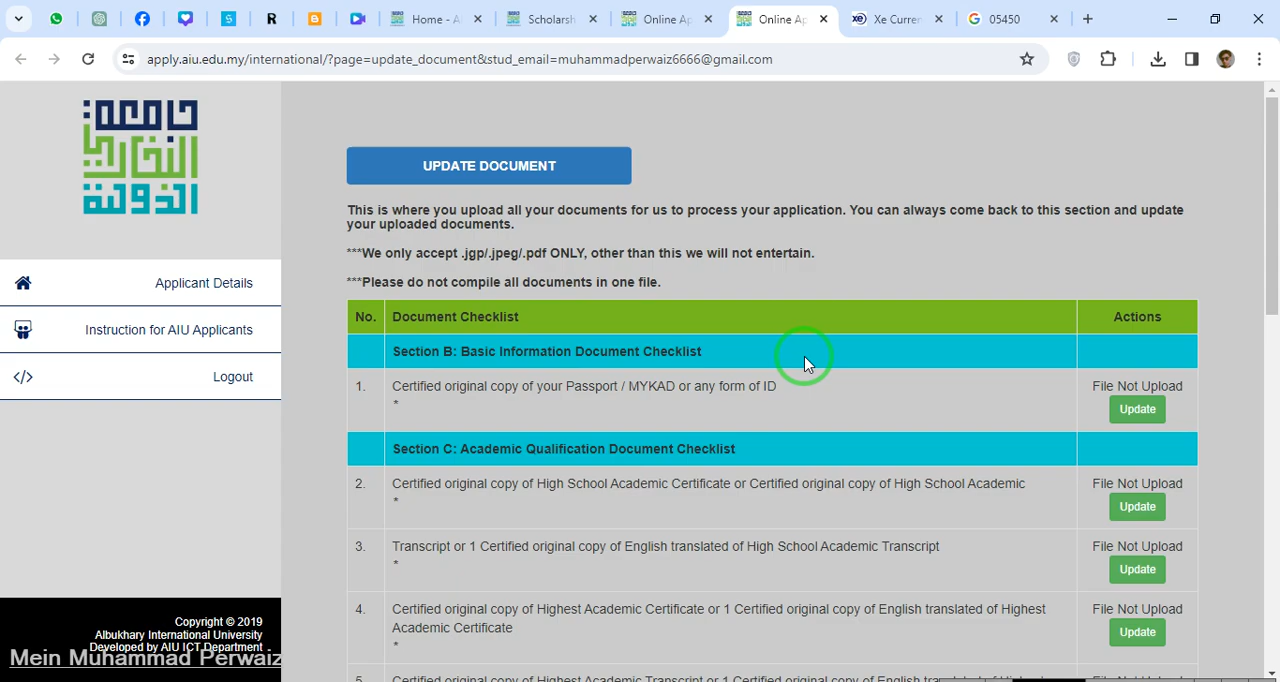 Home - A
Scholarsh
Online Ap
Online Ap
Xe Curren
05450
apply.aiu.edu.my/international/?page=update_document&stud_email=muhammadperwaiz6666@gmail.com
جامعة
البخاري
الدولية
Applicant Details
Instruction for AIU Applicants
Logout
Copyright © 2019
Albukhary International University
Developed by AIU ICT Department
Mein Muhammad Perwaiz
UPDATE DOCUMENT
This is where you upload all your documents for us to process your application. You can always come back to this section and update
your uploaded documents.
***We only accept .jgp/.jpeg/.pdf ONLY, other than this we will not entertain.
***Please do not compile all documents in one file.
No. Document Checklist Actions
Section B: Basic Information Document Checklist
1. Certified original copy of your Passport / MYKAD or any form of ID File Not Upload
*
Update
Section C: Academic Qualification Document Checklist
2. Certified original copy of High School Academic Certificate or Certified original copy of High School Academic File Not Upload
*
Update
3. Transcript or 1 Certified original copy of English translated of High School Academic Transcript File Not Upload
*
Update
4. Certified original copy of Highest Academic Certificate or 1 Certified original copy of English translated of Highest File Not Upload
Academic Certificate
Update
*